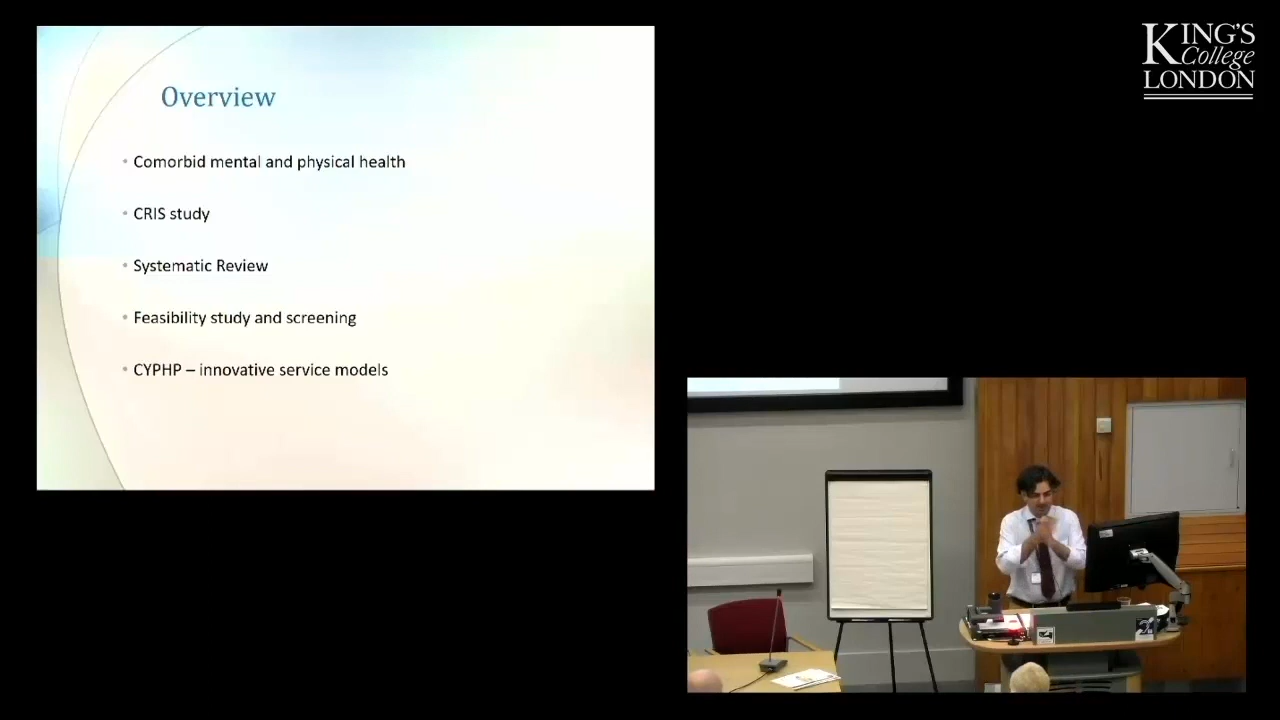 Overview
• Comorbid mental and physical health
• CRIS study
• Systematic Review
• Feasibility study and screening
• CYPHP – innovative service models
KING'S
College
LONDON